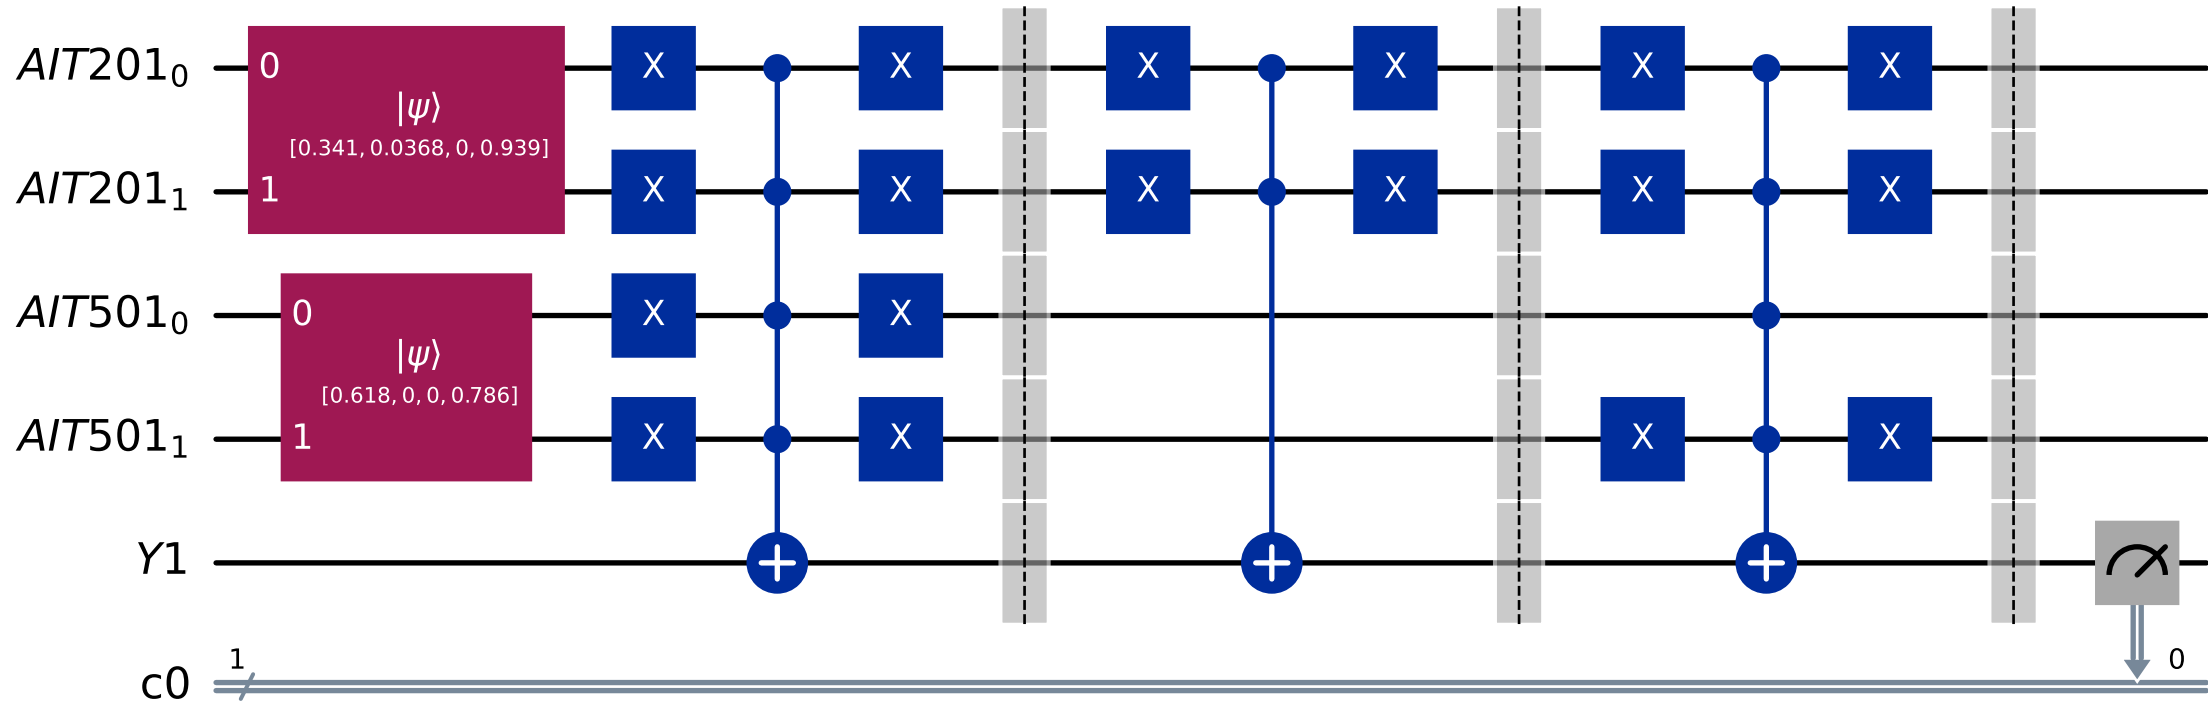 AIT201₀ 0 X X X X X X
|ψ⟩
[0.341, 0.0368, 0, 0.939]
AIT201₁ 1 X X X X X X
AIT501₀ 0 X X
|ψ⟩
[0.618, 0, 0, 0.786]
AIT501₁ 1 X X X X
Y1
1 0
c0